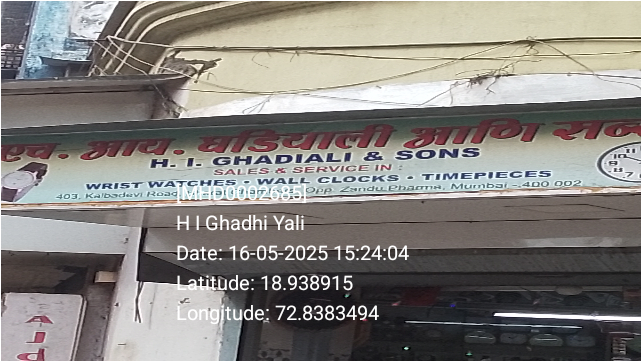 एच. आय. घडियाली आणि सन्स
H. I. GHADIALI & SONS
SALES & SERVICE IN :
WRIST WATCHES • WALL CLOCKS • TIMEPIECES
403, Kalbadevi Road, Opp. Zandu Pharma, Mumbai - 400 002
[MHD0002685]
H I Ghadhi Yali
Date: 16-05-2025 15:24:04
Latitude: 18.938915
Longitude: 72.8383494